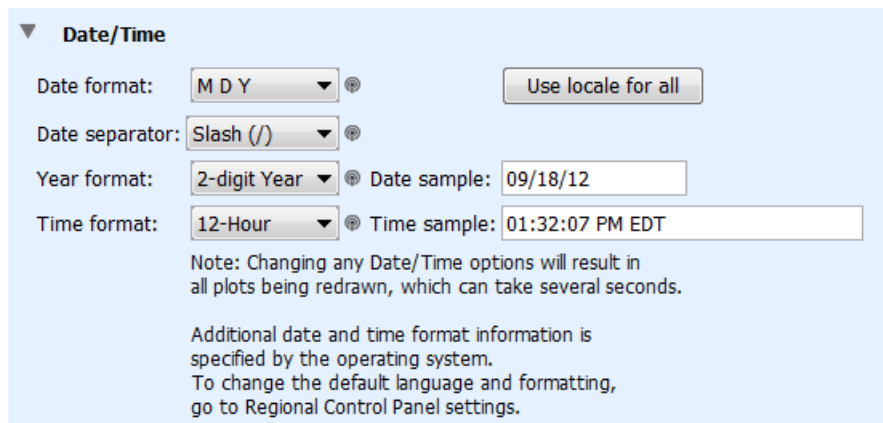 Date/Time
Date format: M D Y Use locale for all
Date separator: Slash (/)
Year format: 2-digit Year Date sample: 09/18/12
Time format: 12-Hour Time sample: 01:32:07 PM EDT
Note: Changing any Date/Time options will result in
all plots being redrawn, which can take several seconds.
Additional date and time format information is
specified by the operating system.
To change the default language and formatting,
go to Regional Control Panel settings.